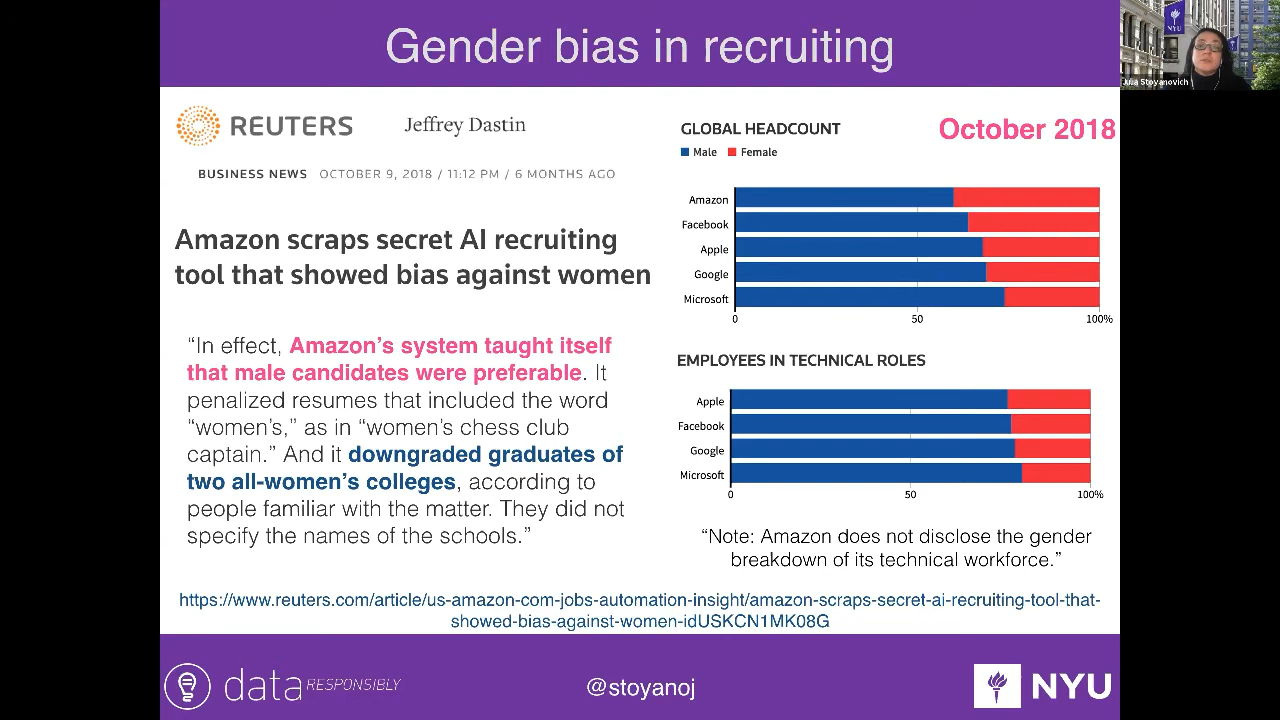 Gender bias in recruiting
NYU
Julia Stoyanovich
REUTERS
Jeffrey Dastin
BUSINESS NEWS OCTOBER 9, 2018 / 11:12 PM / 6 MONTHS AGO
Amazon scraps secret AI recruiting
tool that showed bias against women
“In effect, Amazon’s system taught itself
that male candidates were preferable. It
penalized resumes that included the word
“women’s,” as in “women’s chess club
captain.” And it downgraded graduates of
two all-women’s colleges, according to
people familiar with the matter. They did not
specify the names of the schools.”
GLOBAL HEADCOUNT
October 2018
Male Female
Amazon
Facebook
Apple
Google
Microsoft
0 50 100%
EMPLOYEES IN TECHNICAL ROLES
Apple
Facebook
Google
Microsoft
0 50 100%
“Note: Amazon does not disclose the gender
breakdown of its technical workforce.”
https://www.reuters.com/article/us-amazon-com-jobs-automation-insight/amazon-scraps-secret-ai-recruiting-tool-that-
showed-bias-against-women-idUSKCN1MK08G
data RESPONSIBLY
@stoyanoj
NYU